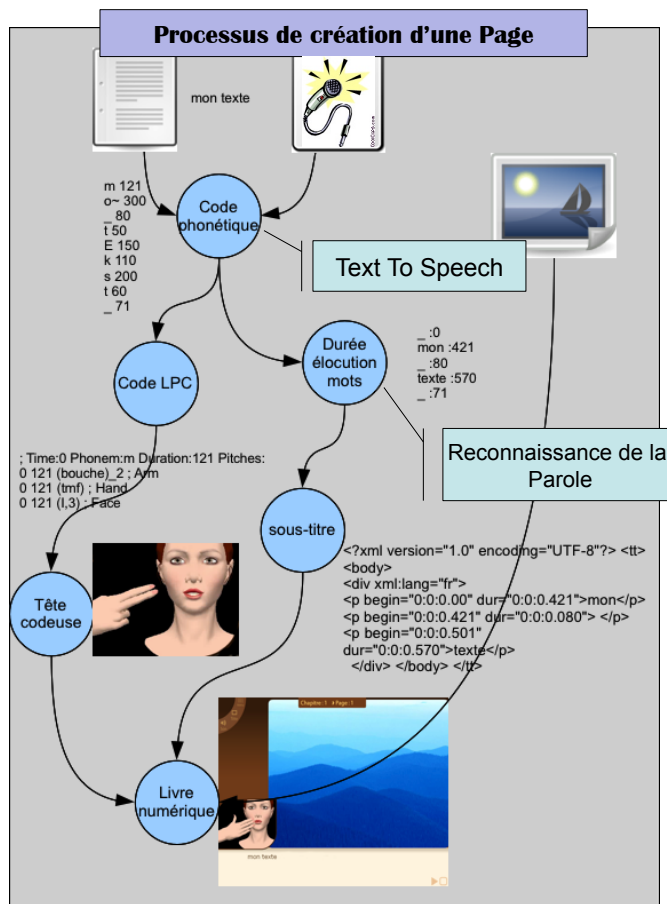 Processus de création d'une Page
mon texte
m 121
o~ 300
_ 80
t 50
E 150
k 110
s 200
t 60
_ 71
Code
phonétique
Text To Speech
Code LPC
Durée
élocution
mots
_ :0
mon :421
_ :80
texte :570
_ :71
Reconnaissance de la
Parole
; Time:0 Phonem:m Duration:121 Pitches:
0 121 (bouche)_2 ; Arm
0 121 (tmf) ; Hand
0 121 (I,3) ; Face
sous-titre
<?xml version="1.0" encoding="UTF-8"?> <tt>
<body>
<div xml:lang="fr">
<p begin="0:0:0.00" dur="0:0:0.421">mon</p>
<p begin="0:0:0.421" dur="0:0:0.080"> </p>
<p begin="0:0:0.501"
dur="0:0:0.570">texte</p>
</div> </body> </tt>
Tête
codeuse
Livre
numérique
Chapitre : 1 à Page : 1
mon texte